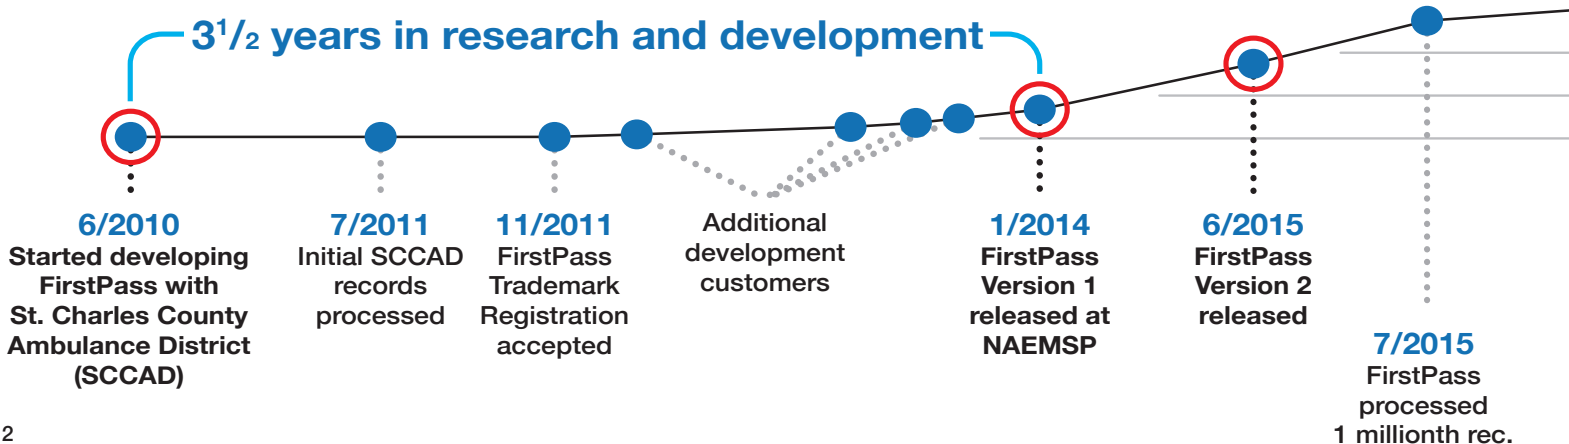 3 1/2 years in research and development
6/2010
Started developing
FirstPass with
St. Charles County
Ambulance District
(SCCAD)
7/2011
Initial SCCAD
records
processed
11/2011
FirstPass
Trademark
Registration
accepted
Additional
development
customers
1/2014
FirstPass
Version 1
released at
NAEMSP
6/2015
FirstPass
Version 2
released
7/2015
FirstPass
processed
1 millionth rec.
2